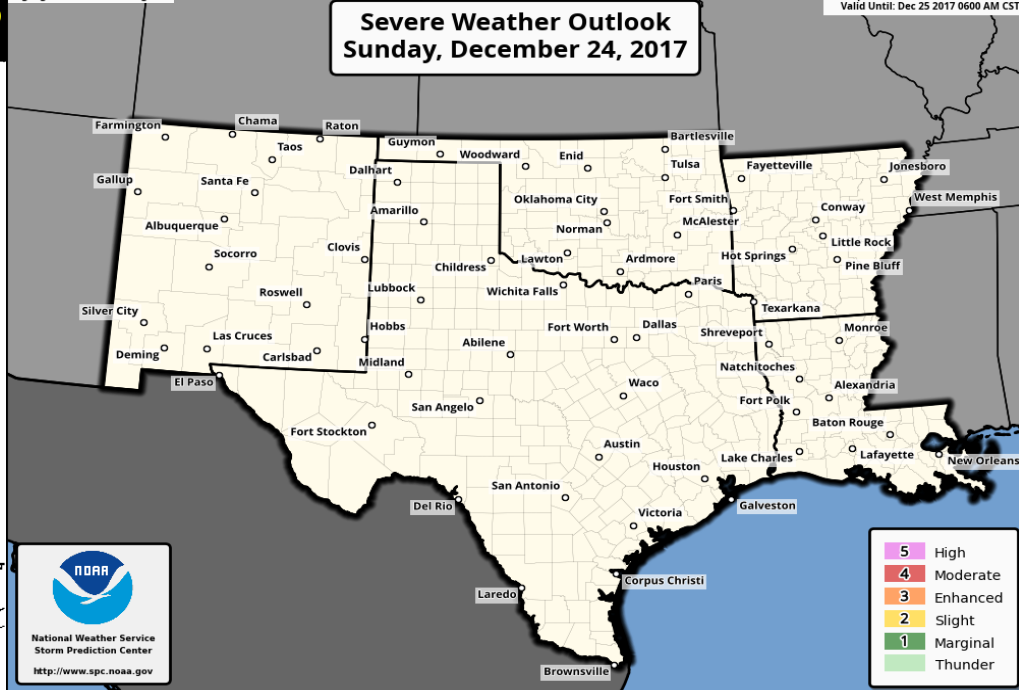 Severe Weather Outlook
Sunday, December 24, 2017
Valid Until: Dec 25 2017 0600 AM CST
Farmington
Chama
Raton
Taos
Guymon
Woodward
Enid
Bartlesville
Tulsa
Fayetteville
Jonesboro
Gallup
Santa Fe
Dalhart
Oklahoma City
Fort Smith
West Memphis
Albuquerque
Amarillo
Norman
McAlester
Conway
Socorro
Clovis
Childress
Lawton
Ardmore
Hot Springs
Little Rock
Pine Bluff
Roswell
Lubbock
Wichita Falls
Paris
Texarkana
Silver City
Las Cruces
Hobbs
Fort Worth
Dallas
Shreveport
Monroe
Deming
Carlsbad
Midland
Abilene
Natchitoches
El Paso
San Angelo
Waco
Fort Polk
Alexandria
Fort Stockton
Austin
Baton Rouge
Houston
Lake Charles
Lafayette
New Orleans
Del Rio
San Antonio
Victoria
Galveston
Laredo
Corpus Christi
Brownsville
NOAA
National Weather Service
Storm Prediction Center
http://www.spc.noaa.gov
5 High
4 Moderate
3 Enhanced
2 Slight
1 Marginal
Thunder